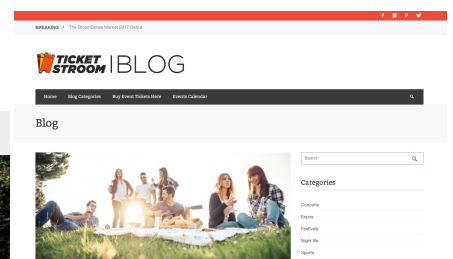 BREAKING / The BroomBoinse Market 2017 Debut
TICKET STROOM |BLOG
Home Blog Categories Buy Event Tickets Here Events Calendar
Blog
Search
Categories
Concerts
Expos
Festivals
Night life
Sports